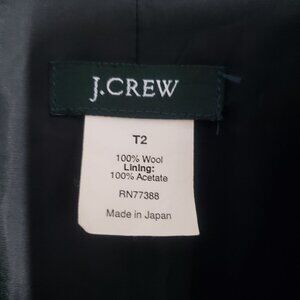 J.CREW
T2
100% Wool
Lining:
100% Acetate
RN77388
Made in Japan